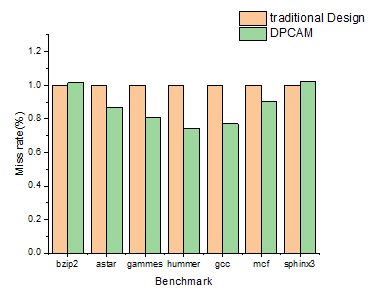 traditional Design
DPCAM
1.2
1.0
0.8
0.6
0.4
0.2
0.0
Miss rate(%)
bzip2 astar gammes hummer gcc mcf sphinx3
Benchmark